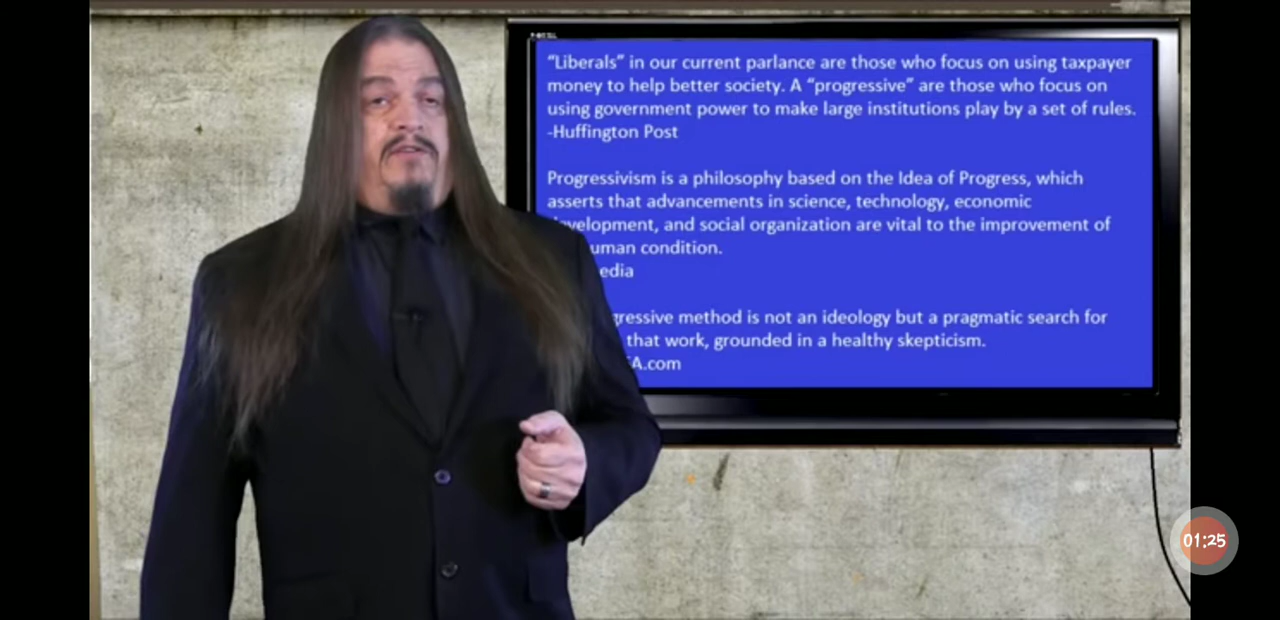 “Liberals” in our current parlance are those who focus on using taxpayer
money to help better society. A “progressive” are those who focus on
using government power to make large institutions play by a set of rules.
-Huffington Post
Progressivism is a philosophy based on the Idea of Progress, which
asserts that advancements in science, technology, economic
and social organization are vital to the improvement of
condition.
gressive method is not an ideology but a pragmatic search for
that work, grounded in a healthy skepticism.
A.com
01:25